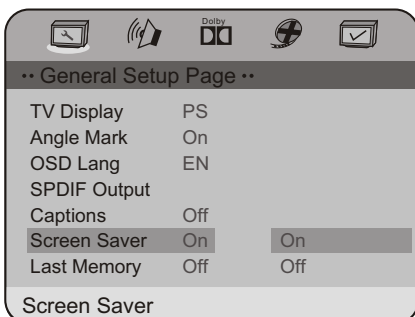 Dolby
•• General Setup Page ••
TV Display PS
Angle Mark On
OSD Lang EN
SPDIF Output
Captions Off
Screen Saver On On
Last Memory Off Off
Screen Saver